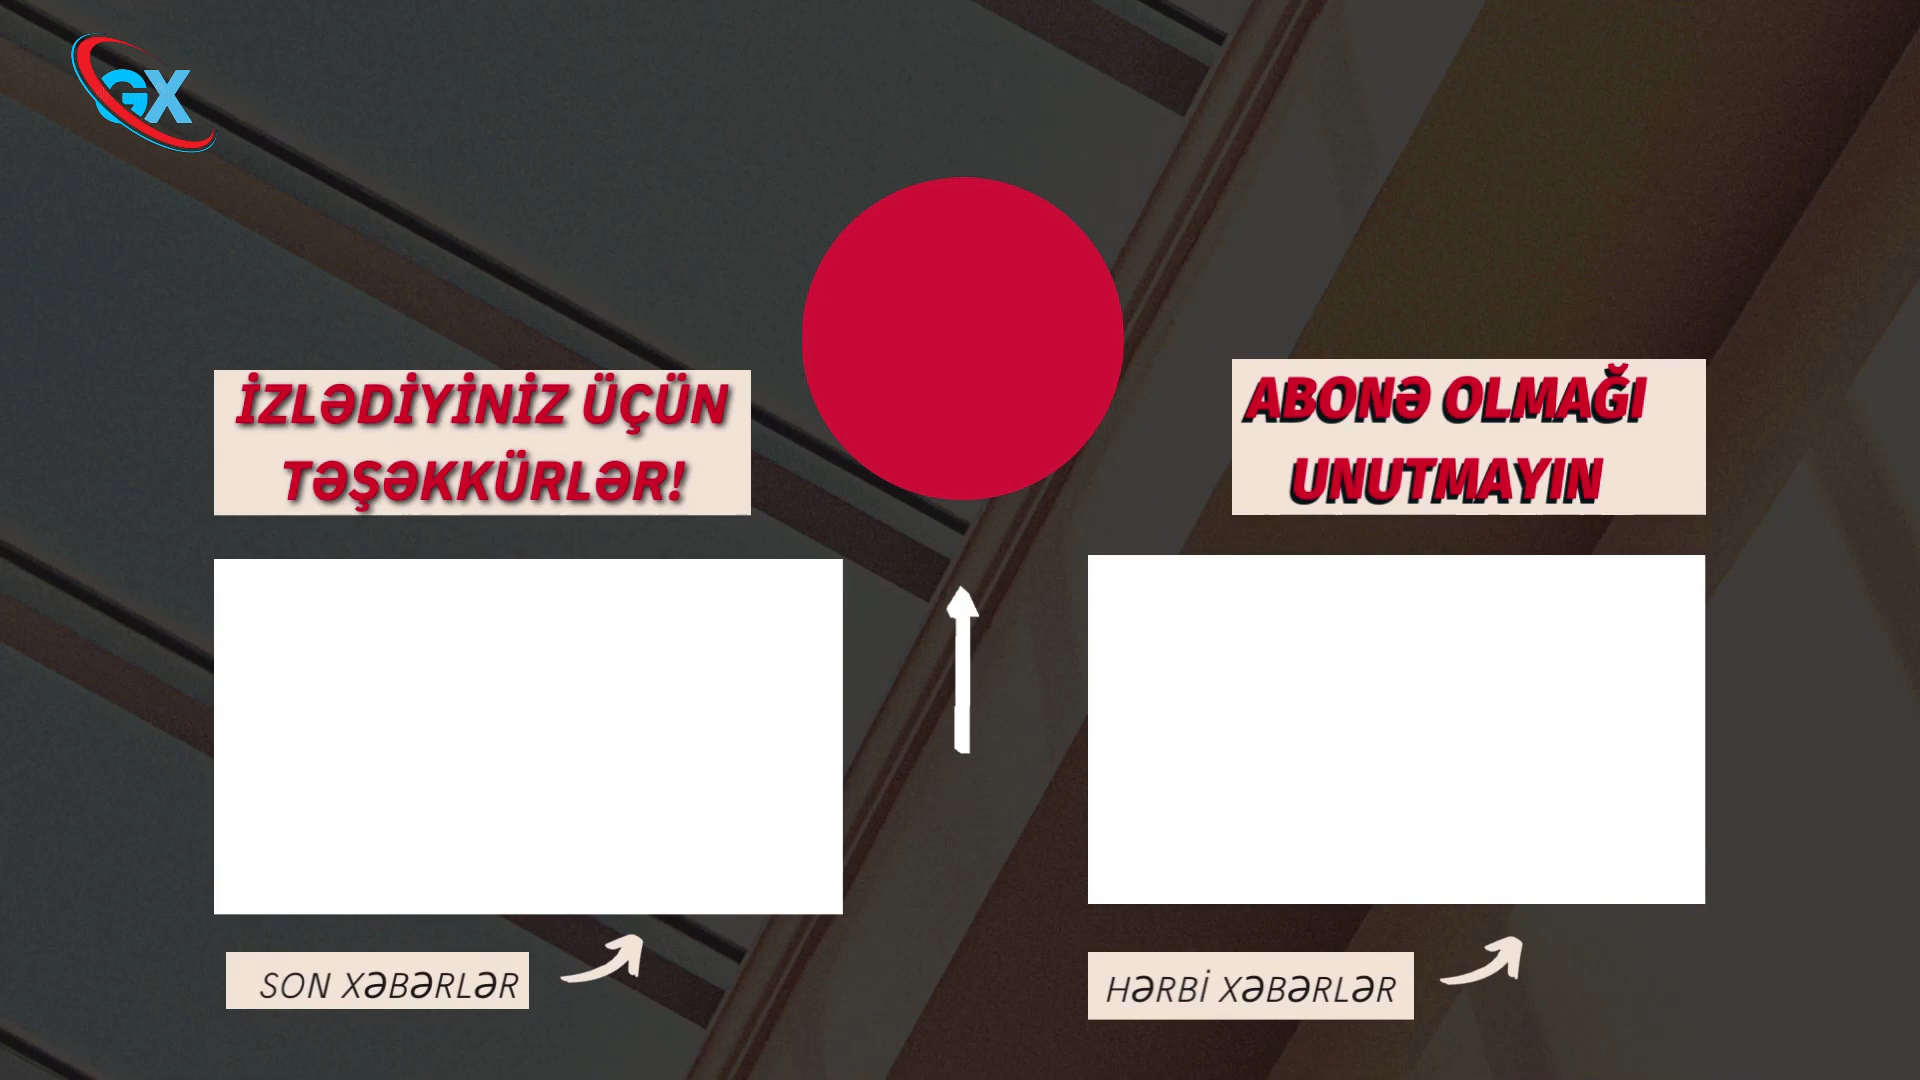 GX
İZLƏDİYİNİZ ÜÇÜN
TƏŞƏKKÜRLƏR!
ABONƏ OLMAĞI
UNUTMAYIN
SON XƏBƏRLƏR
HƏRBİ XƏBƏRLƏR